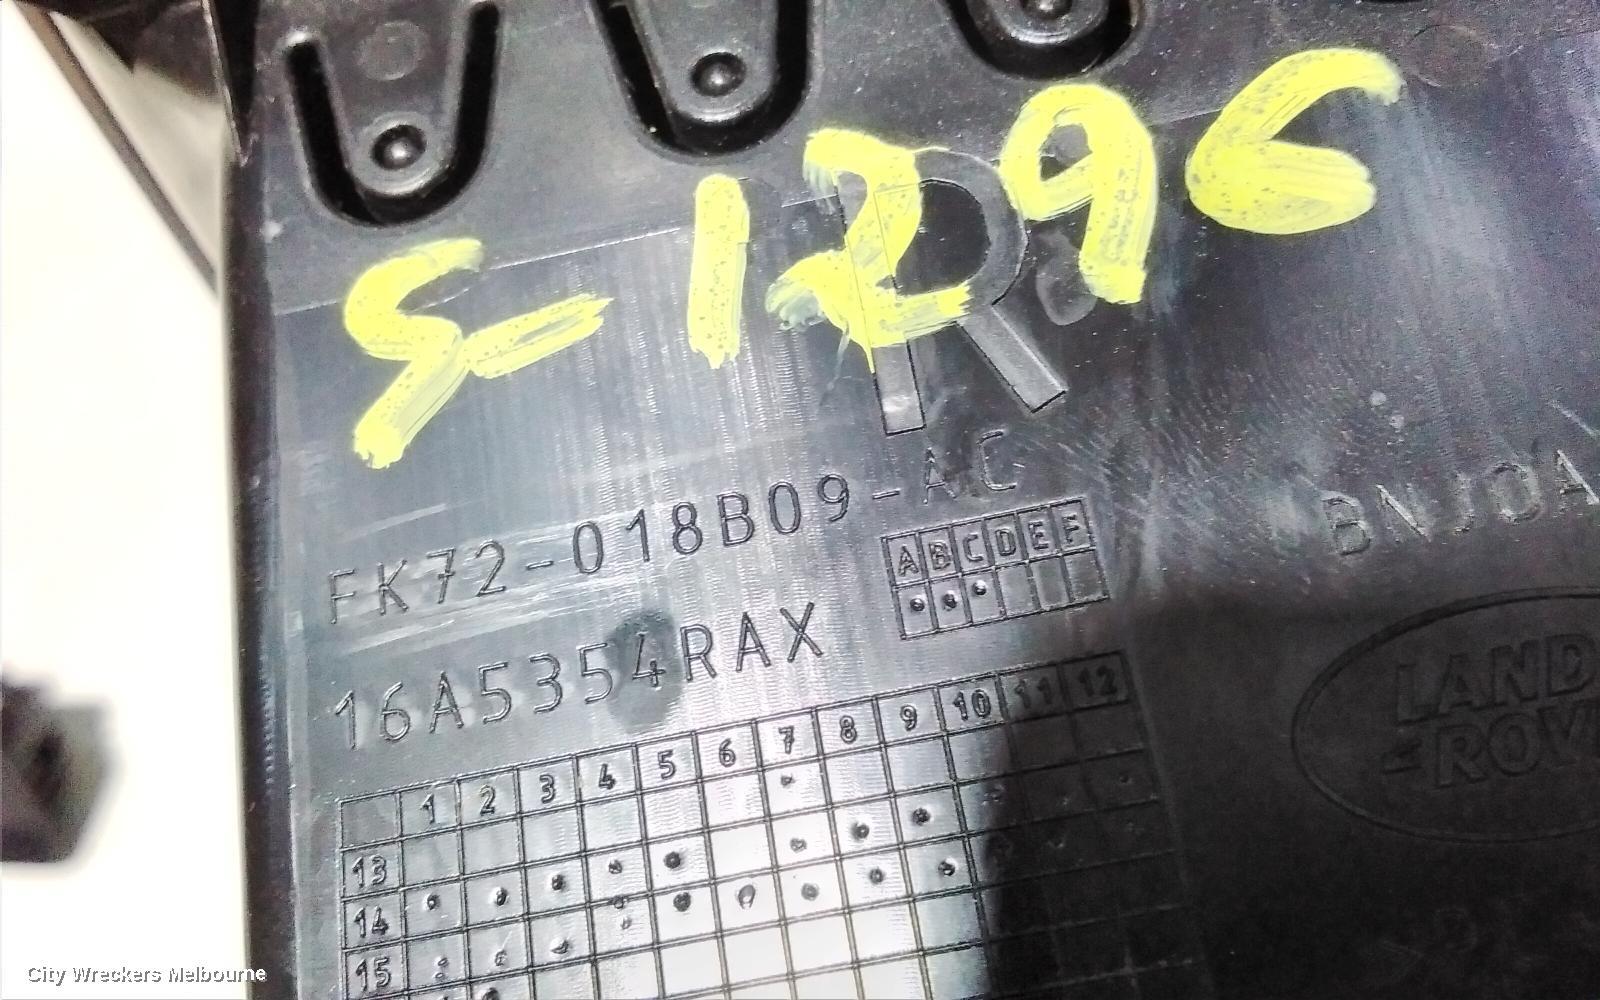 S-1296
R
FK72-018B09-AC
BNJOA
A B C D E F
16A5354RAX
LAND
ROV
1 2 3 4 5 6 7 8 9 10 11 12
13
14
15
City Wreckers Melbourne